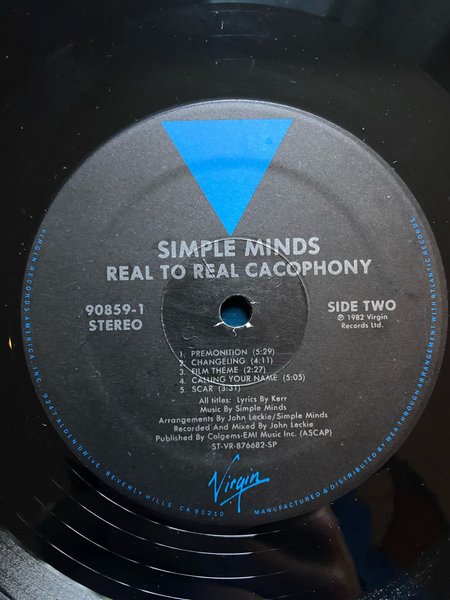 SIMPLE MINDS
REAL TO REAL CACOPHONY
90859-1
STEREO
SIDE TWO
℗ 1982 Virgin
Records Ltd.
1. PREMONITION (5:29)
2. CHANGELING (4:11)
3. FILM THEME (2:27)
4. CALLING YOUR NAME (5:05)
5. SCAR (3:31)
All titles: Lyrics By Kerr
Music By Simple Minds
Arrangements By John Leckie/Simple Minds
Recorded And Mixed By John Leckie
Published By Colgems-EMI Music Inc. (ASCAP)
ST-VR-876682-SP
Virgin
VIRGIN RECORDS AMERICA, INC., 9247 ALDEN DRIVE, BEVERLY HILLS, CA 90210
MANUFACTURED & DISTRIBUTED BY WEA THROUGH ARRANGEMENT WITH ATLANTIC RECORDS